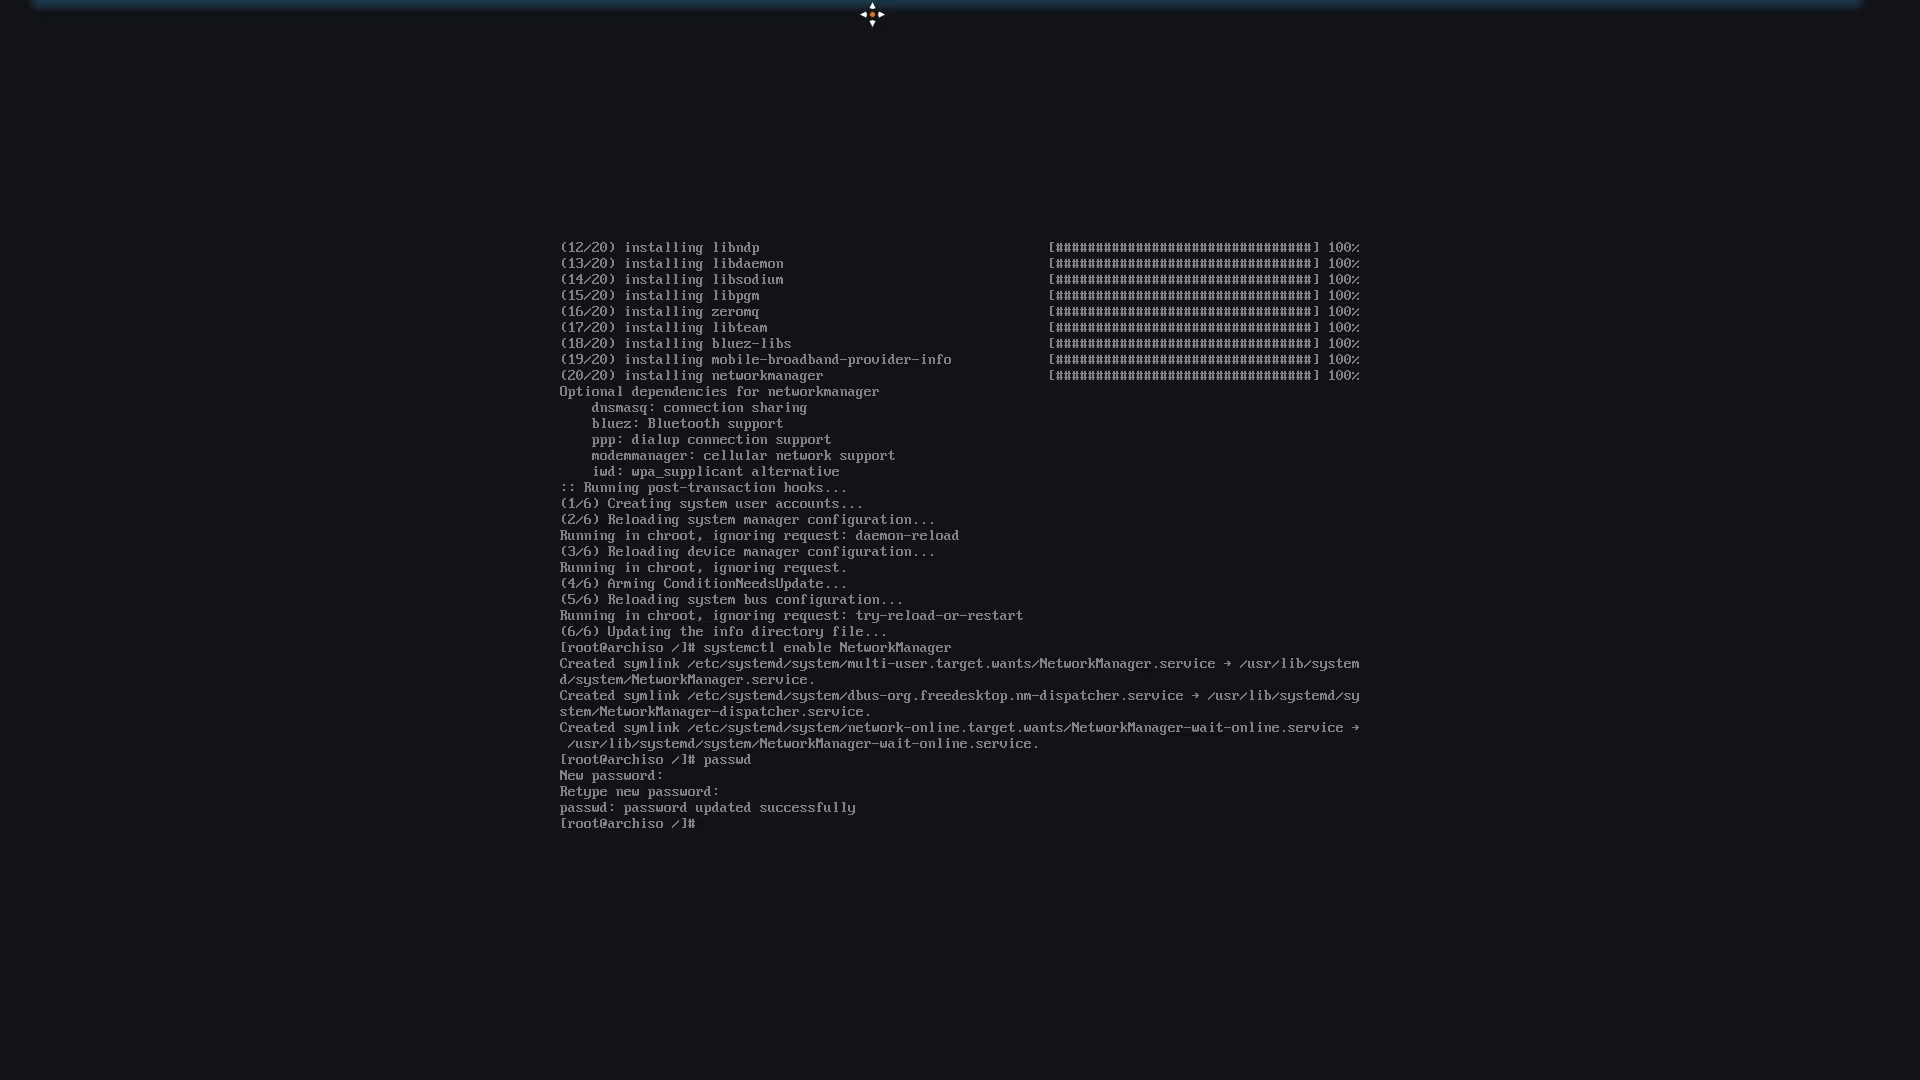 (12/20) installing libndp [################################] 100%
(13/20) installing libdaemon [################################] 100%
(14/20) installing libsodium [################################] 100%
(15/20) installing libpgm [################################] 100%
(16/20) installing zeromq [################################] 100%
(17/20) installing libteam [################################] 100%
(18/20) installing bluez-libs [################################] 100%
(19/20) installing mobile-broadband-provider-info [################################] 100%
(20/20) installing networkmanager [################################] 100%
Optional dependencies for networkmanager
    dnsmasq: connection sharing
    bluez: Bluetooth support
    ppp: dialup connection support
    modemmanager: cellular network support
    iwd: wpa_supplicant alternative
:: Running post-transaction hooks...
(1/6) Creating system user accounts...
(2/6) Reloading system manager configuration...
Running in chroot, ignoring request: daemon-reload
(3/6) Reloading device manager configuration...
Running in chroot, ignoring request.
(4/6) Arming ConditionNeedsUpdate...
(5/6) Reloading system bus configuration...
Running in chroot, ignoring request: try-reload-or-restart
(6/6) Updating the info directory file...
[root@archiso /]# systemctl enable NetworkManager
Created symlink /etc/systemd/system/multi-user.target.wants/NetworkManager.service → /usr/lib/system
d/system/NetworkManager.service.
Created symlink /etc/systemd/system/dbus-org.freedesktop.nm-dispatcher.service → /usr/lib/systemd/sy
stem/NetworkManager-dispatcher.service.
Created symlink /etc/systemd/system/network-online.target.wants/NetworkManager-wait-online.service →
 /usr/lib/systemd/system/NetworkManager-wait-online.service.
[root@archiso /]# passwd
New password:
Retype new password:
passwd: password updated successfully
[root@archiso /]#